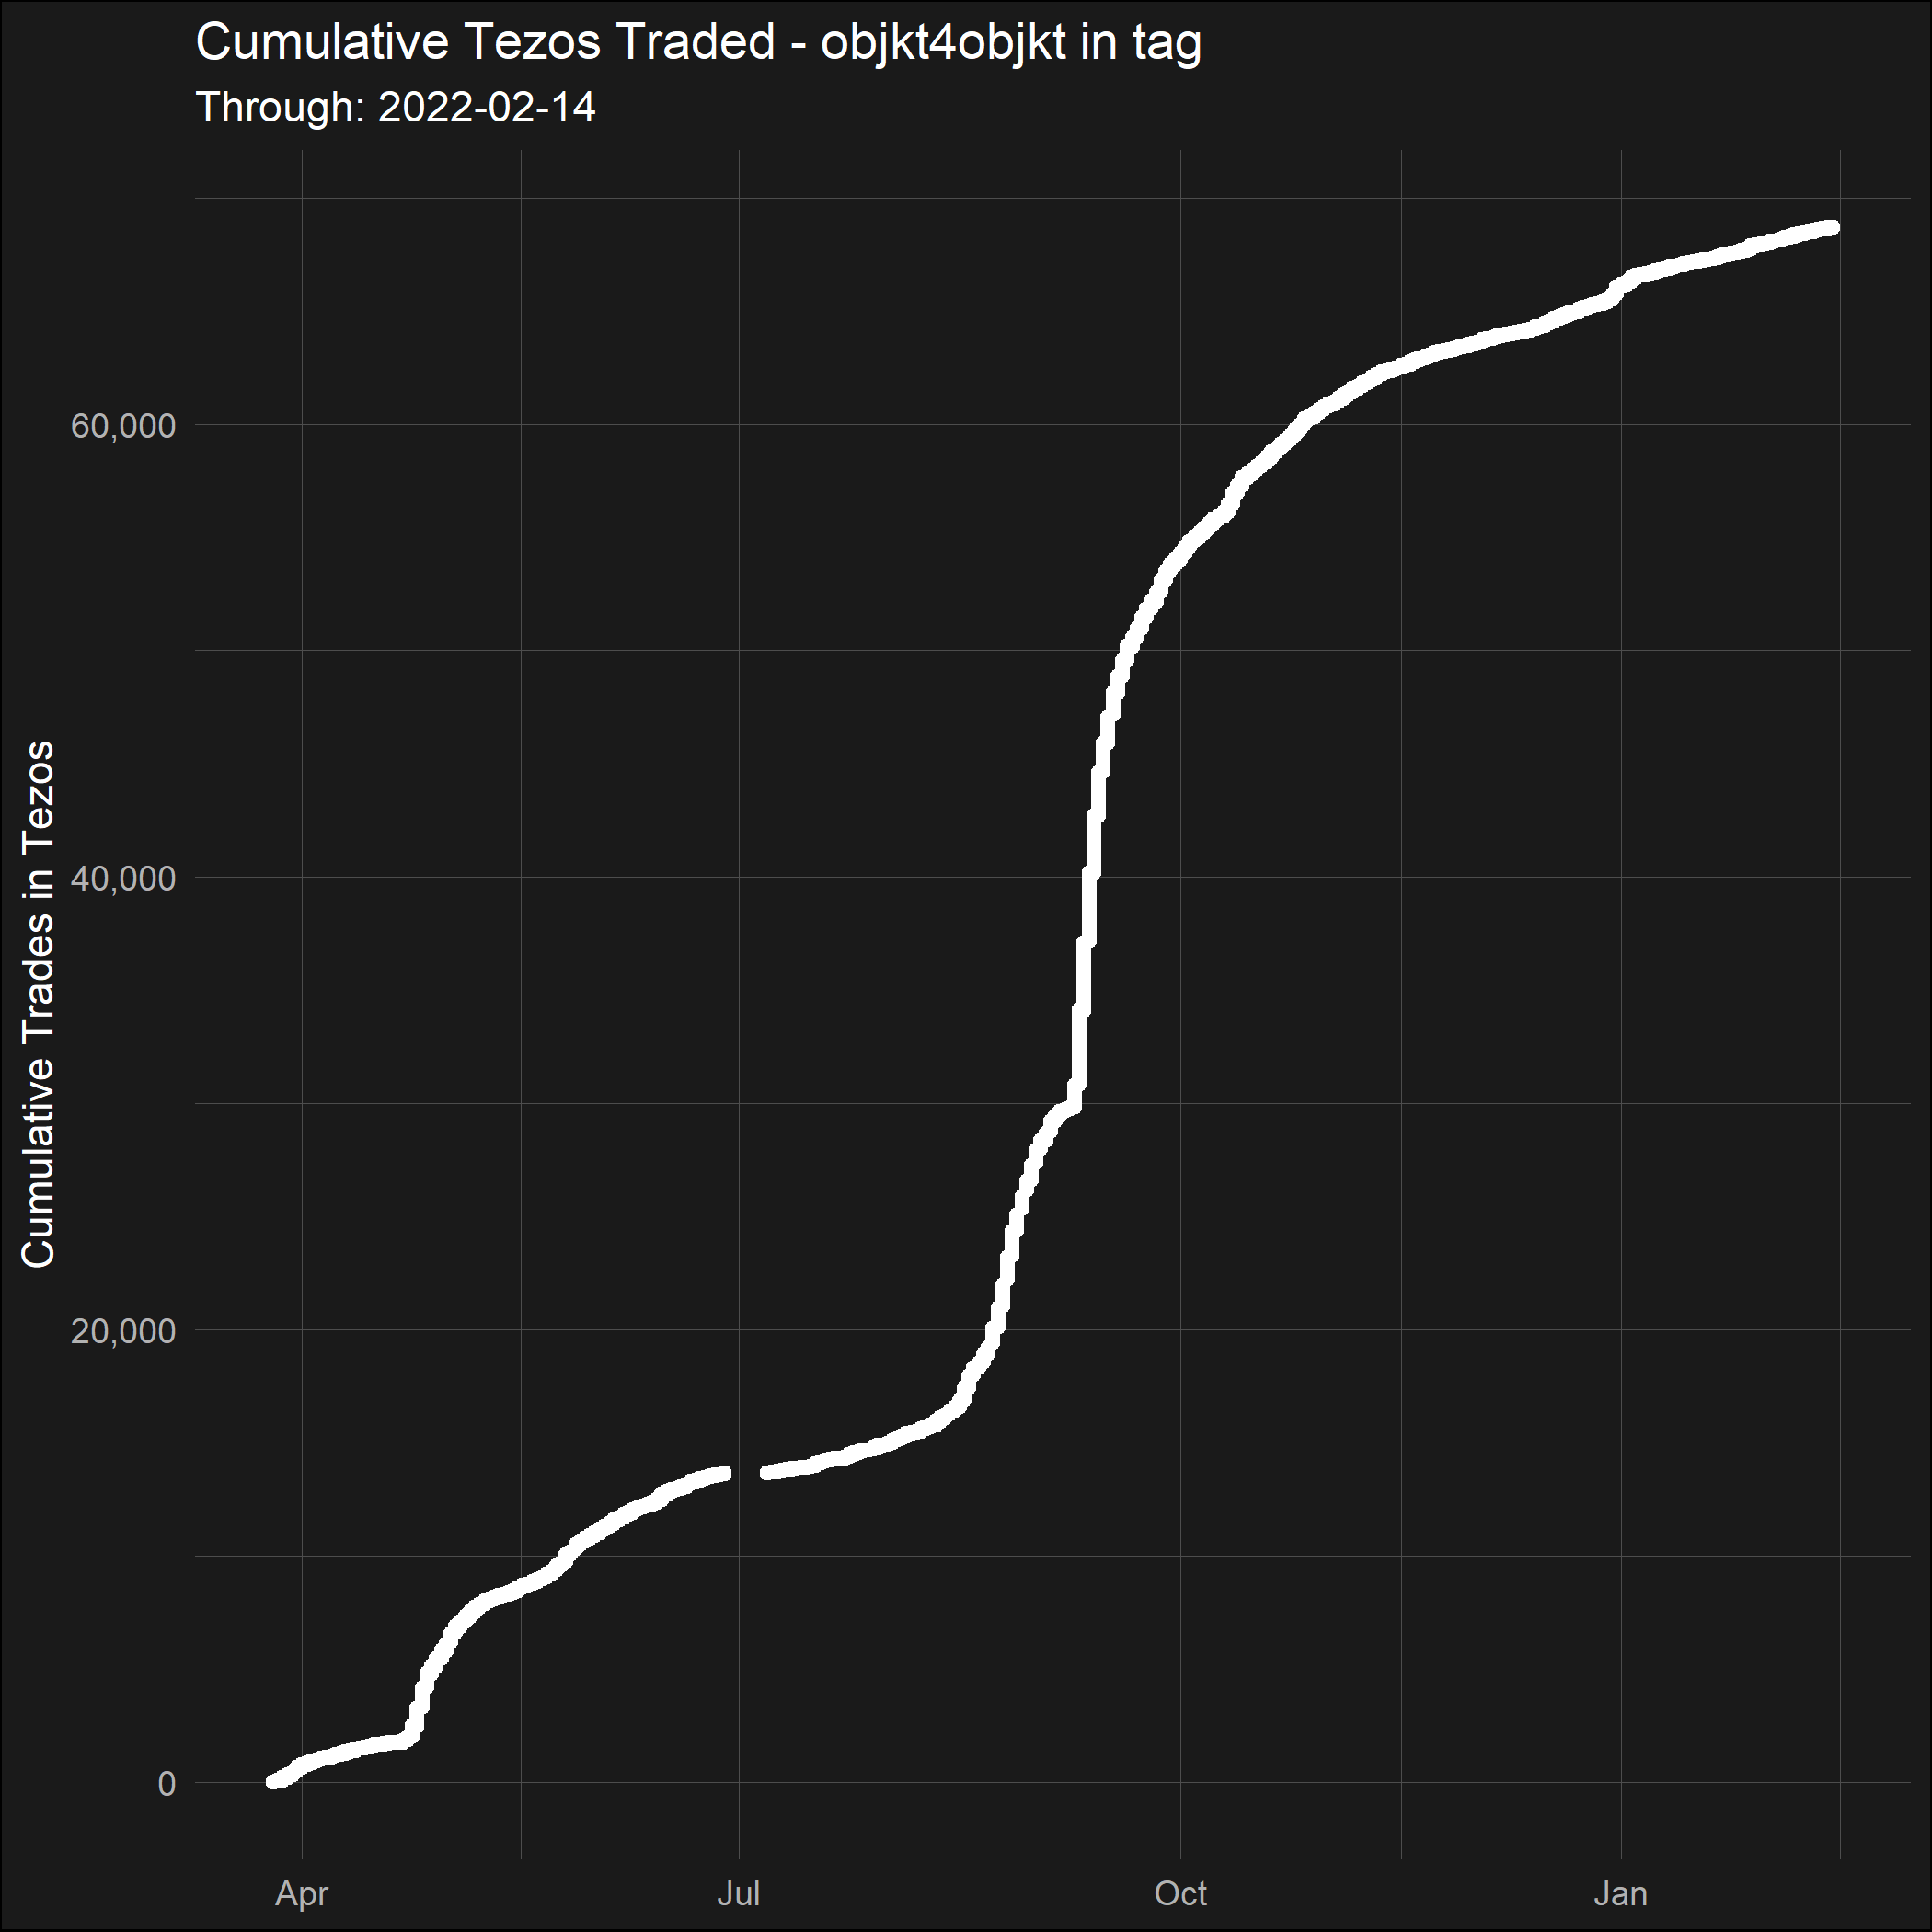 Cumulative Tezos Traded - objkt4objkt in tag
Through: 2022-02-14
Cumulative Trades in Tezos
60,000
40,000
20,000
0
Apr Jul Oct Jan